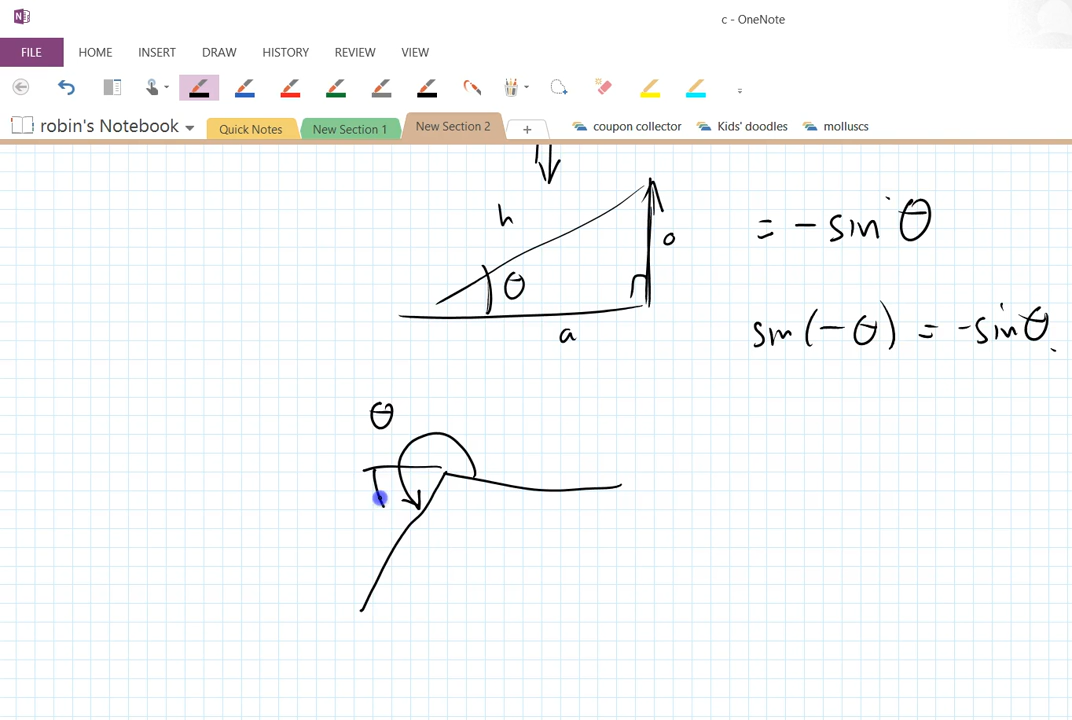 c - OneNote
FILE HOME INSERT DRAW HISTORY REVIEW VIEW
robin's Notebook Quick Notes New Section 1 New Section 2 + coupon collector Kids' doodles molluscs
h
o
= - sin θ
θ
a
sin (-θ) = -sin θ.
θ